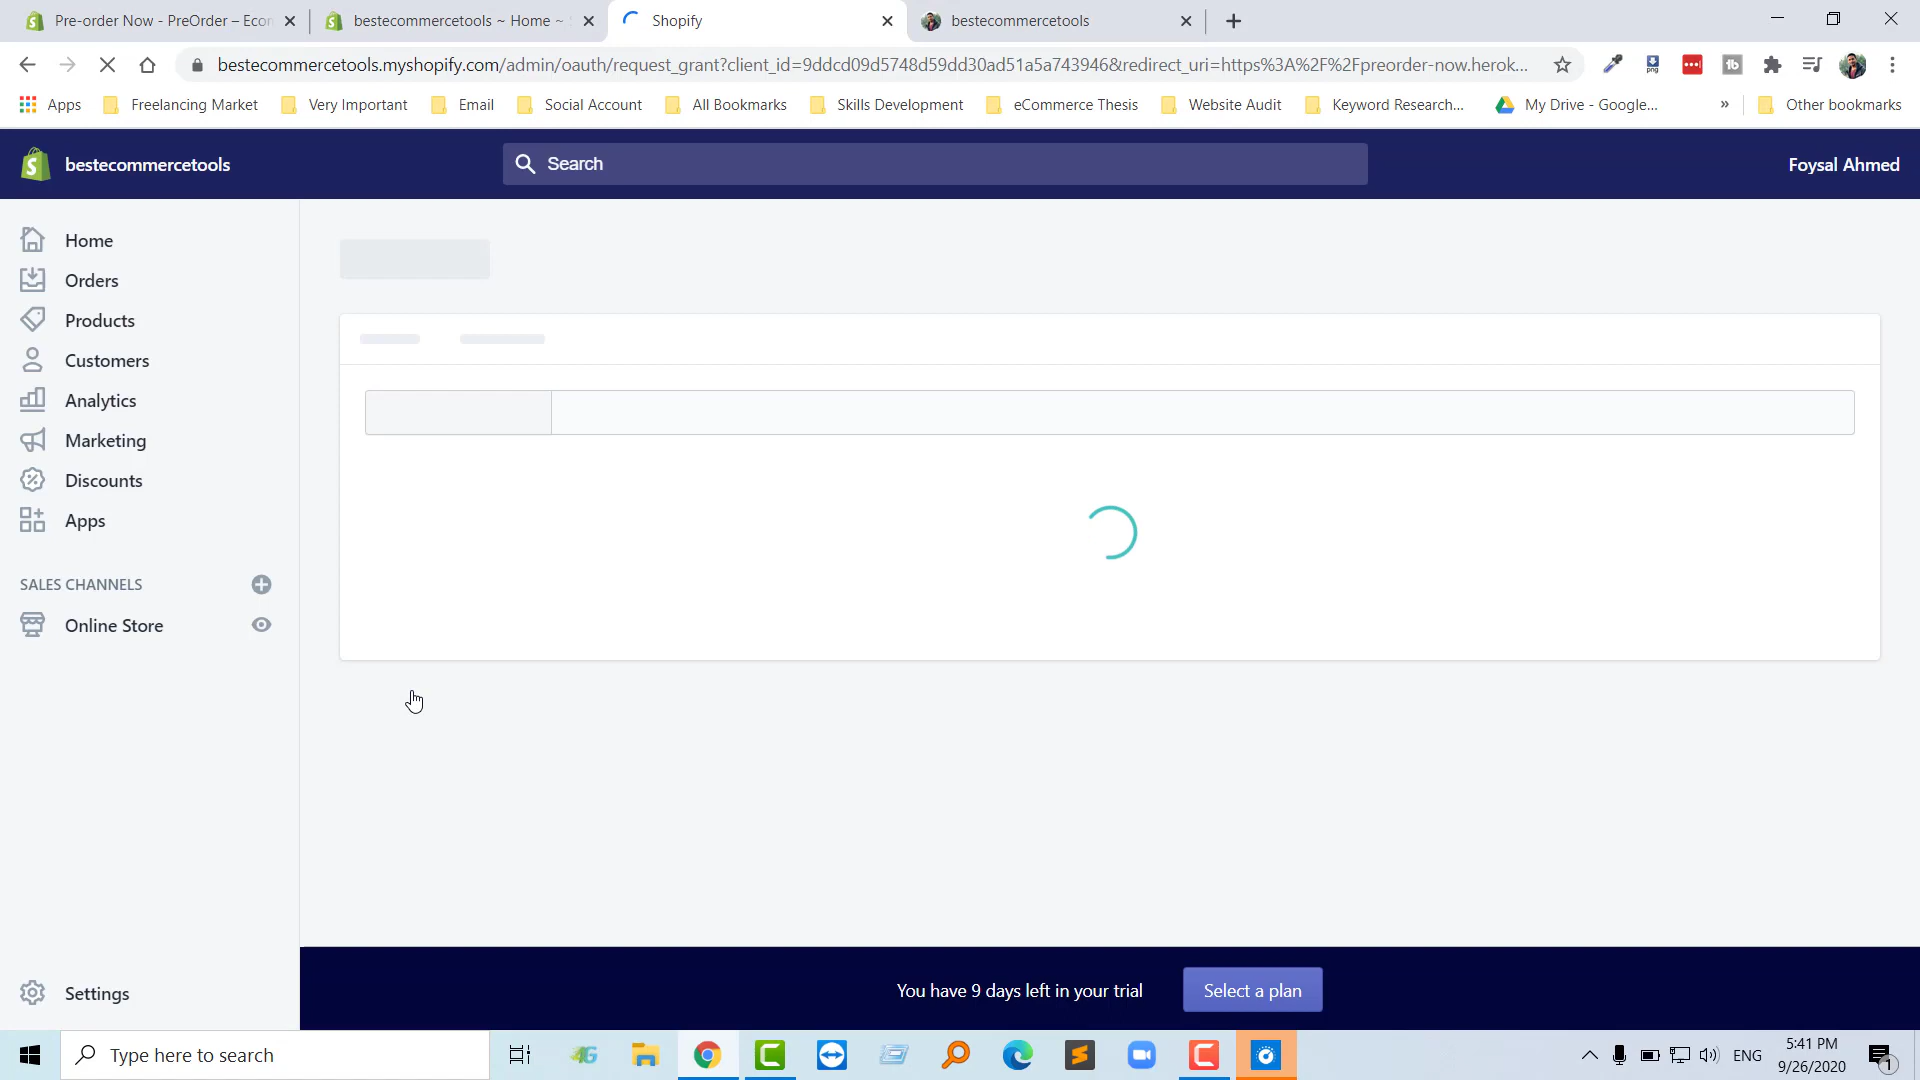 Pre-order Now - PreOrder – Ecor
bestecommercetools ~ Home ~
Shopify
bestecommercetools
bestecommercetools.myshopify.com/admin/oauth/request_grant?client_id=9ddcd09d5748d59dd30ad51a5a743946&redirect_uri=https%3A%2F%2Fpreorder-now.herok...
Apps
Freelancing Market
Very Important
Email
Social Account
All Bookmarks
Skills Development
eCommerce Thesis
Website Audit
Keyword Research...
My Drive - Google...
»
Other bookmarks
bestecommercetools
Search
Foysal Ahmed
Home
Orders
Products
Customers
Analytics
Marketing
Discounts
Apps
SALES CHANNELS
Online Store
Settings
You have 9 days left in your trial
Select a plan
Type here to search
ENG
5:41 PM
9/26/2020
1